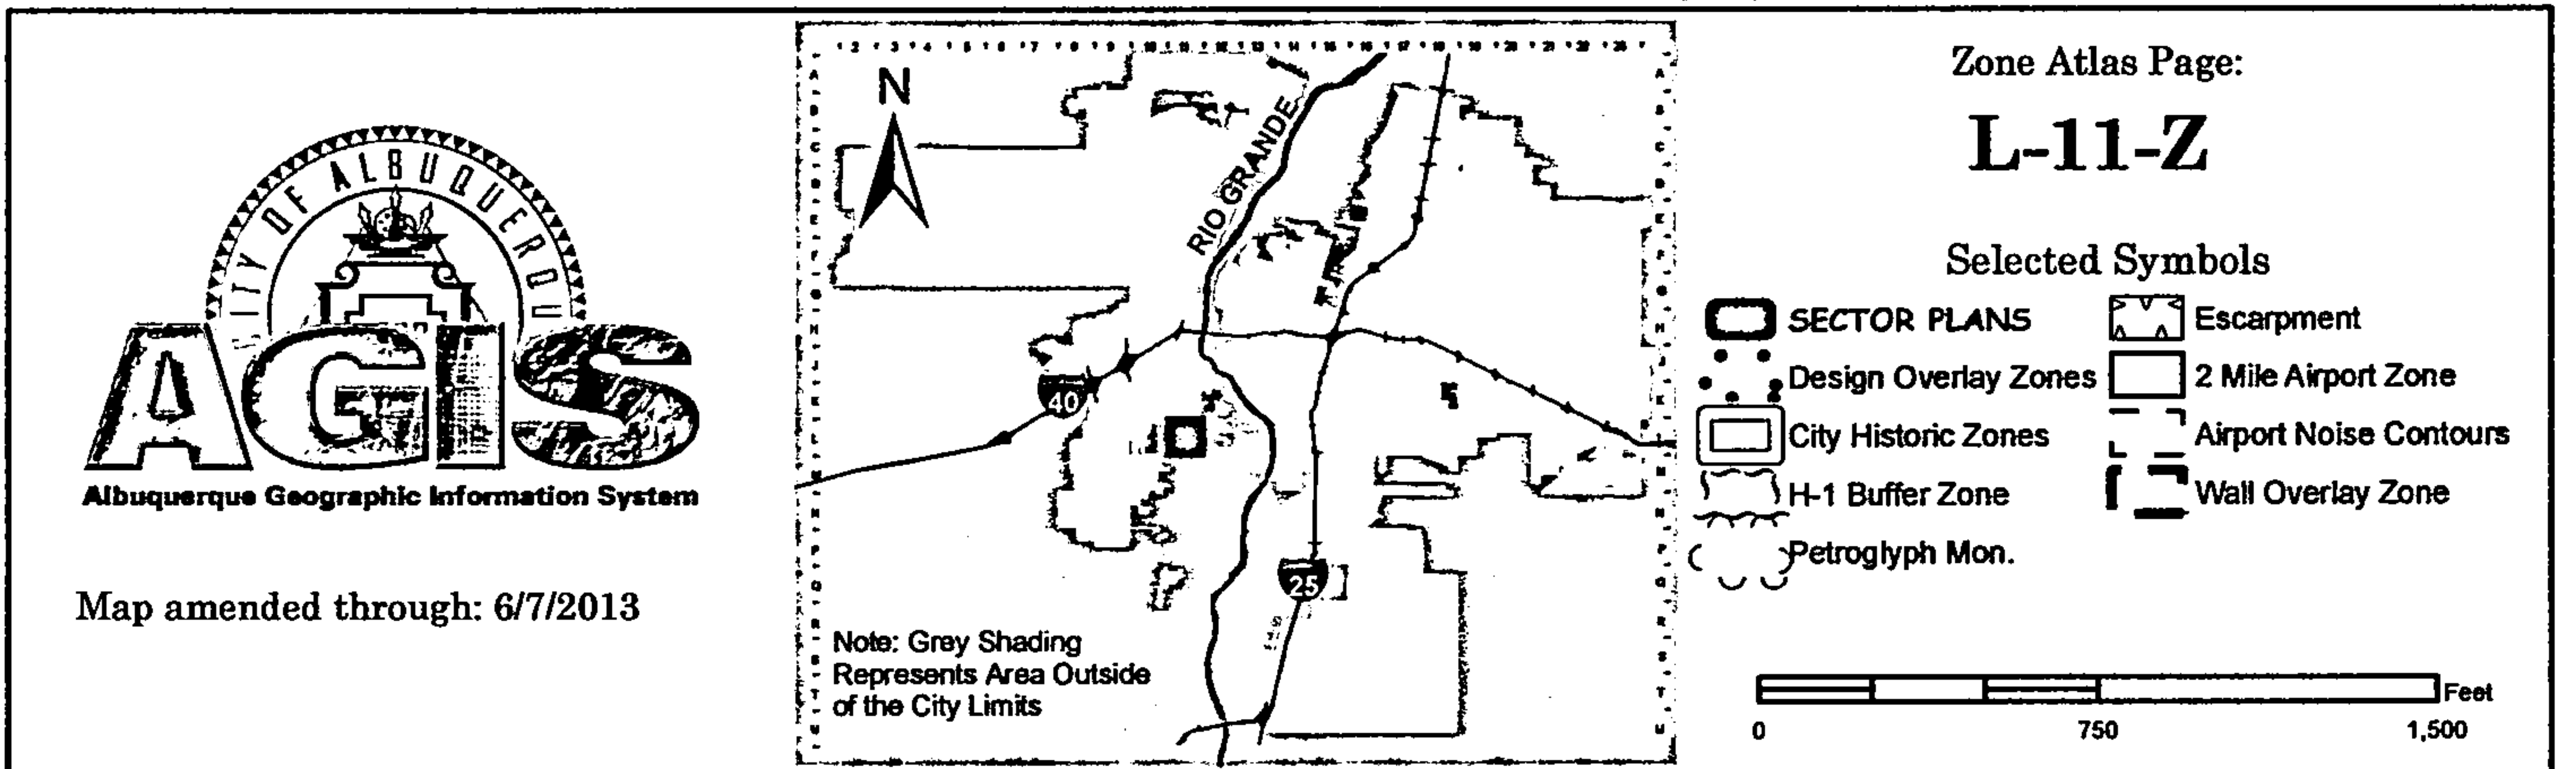 CITY OF ALBUQUERQU
AGIS
Albuquerque Geographic Information System
Map amended through: 6/7/2013
N
RIO GRANDE
40
25
Note: Grey Shading
Represents Area Outside
of the City Limits
Zone Atlas Page:
L-11-Z
Selected Symbols
SECTOR PLANS
Design Overlay Zones
City Historic Zones
H-1 Buffer Zone
Petroglyph Mon.
Escarpment
2 Mile Airport Zone
Airport Noise Contours
Wall Overlay Zone
Feet
0 750 1,500